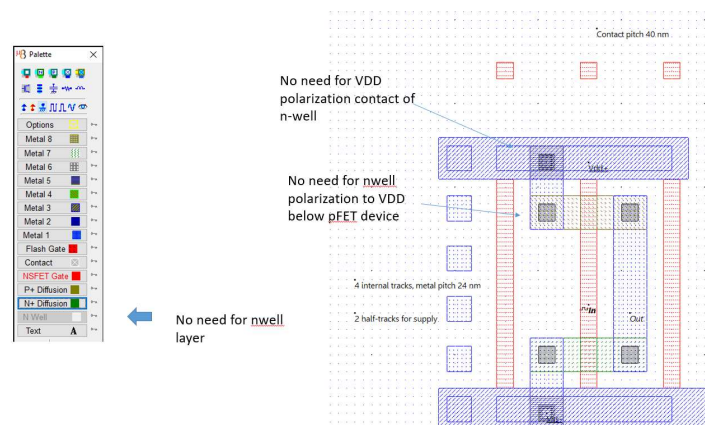 Palette
Options
Metal 8
Metal 7
Metal 6
Metal 5
Metal 4
Metal 3
Metal 2
Metal 1
Flash Gate
Contact
NSFET Gate
P+ Diffusion
N+ Diffusion
N Well
Text A
No need for nwell
layer
No need for VDD
polarization contact of
n-well
No need for nwell
polarization to VDD
below pFET device
Contact pitch 40 nm
Vdd+
4 internal tracks, metal pitch 24 nm
2 half-tracks for supply
in
Out